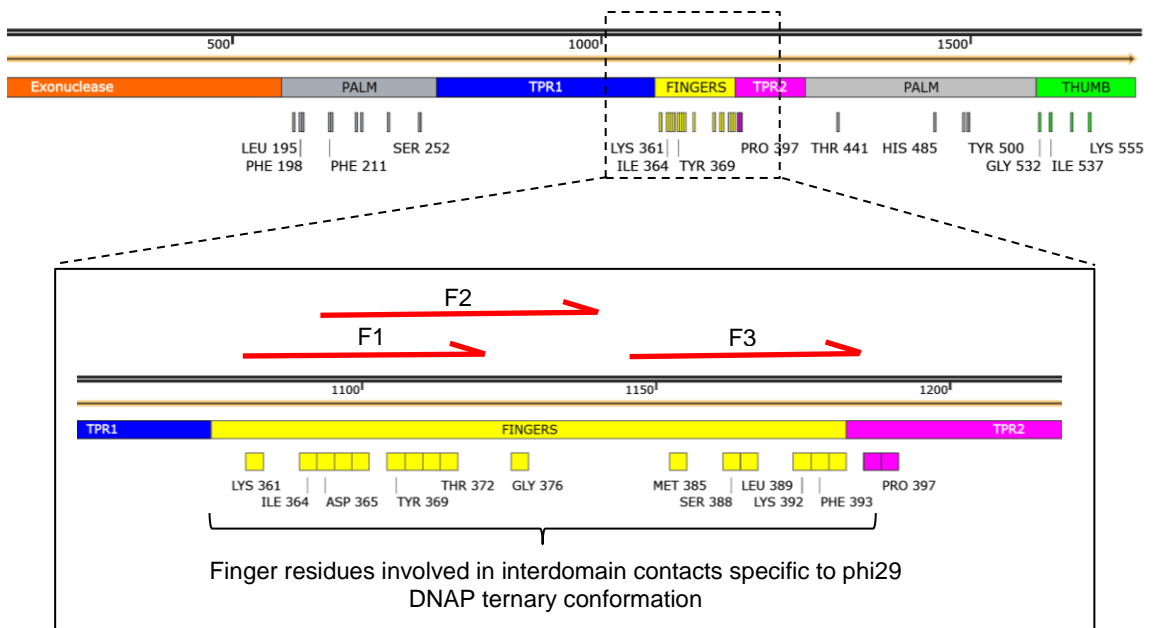 500 1000 1500
Exonuclease PALM TPR1 FINGERS TPR2 PALM THUMB
LEU 195 SER 252 LYS 361 PRO 397 THR 441 HIS 485 TYR 500 LYS 555
PHE 198 PHE 211 ILE 364 TYR 369 GLY 532 ILE 537
F2
F1 F3
1100 1150 1200
TPR1 FINGERS TPR2
LYS 361 THR 372 GLY 376 MET 385 LEU 389 PRO 397
ILE 364 ASP 365 TYR 369 SER 388 LYS 392 PHE 393
Finger residues involved in interdomain contacts specific to phi29
DNAP ternary conformation